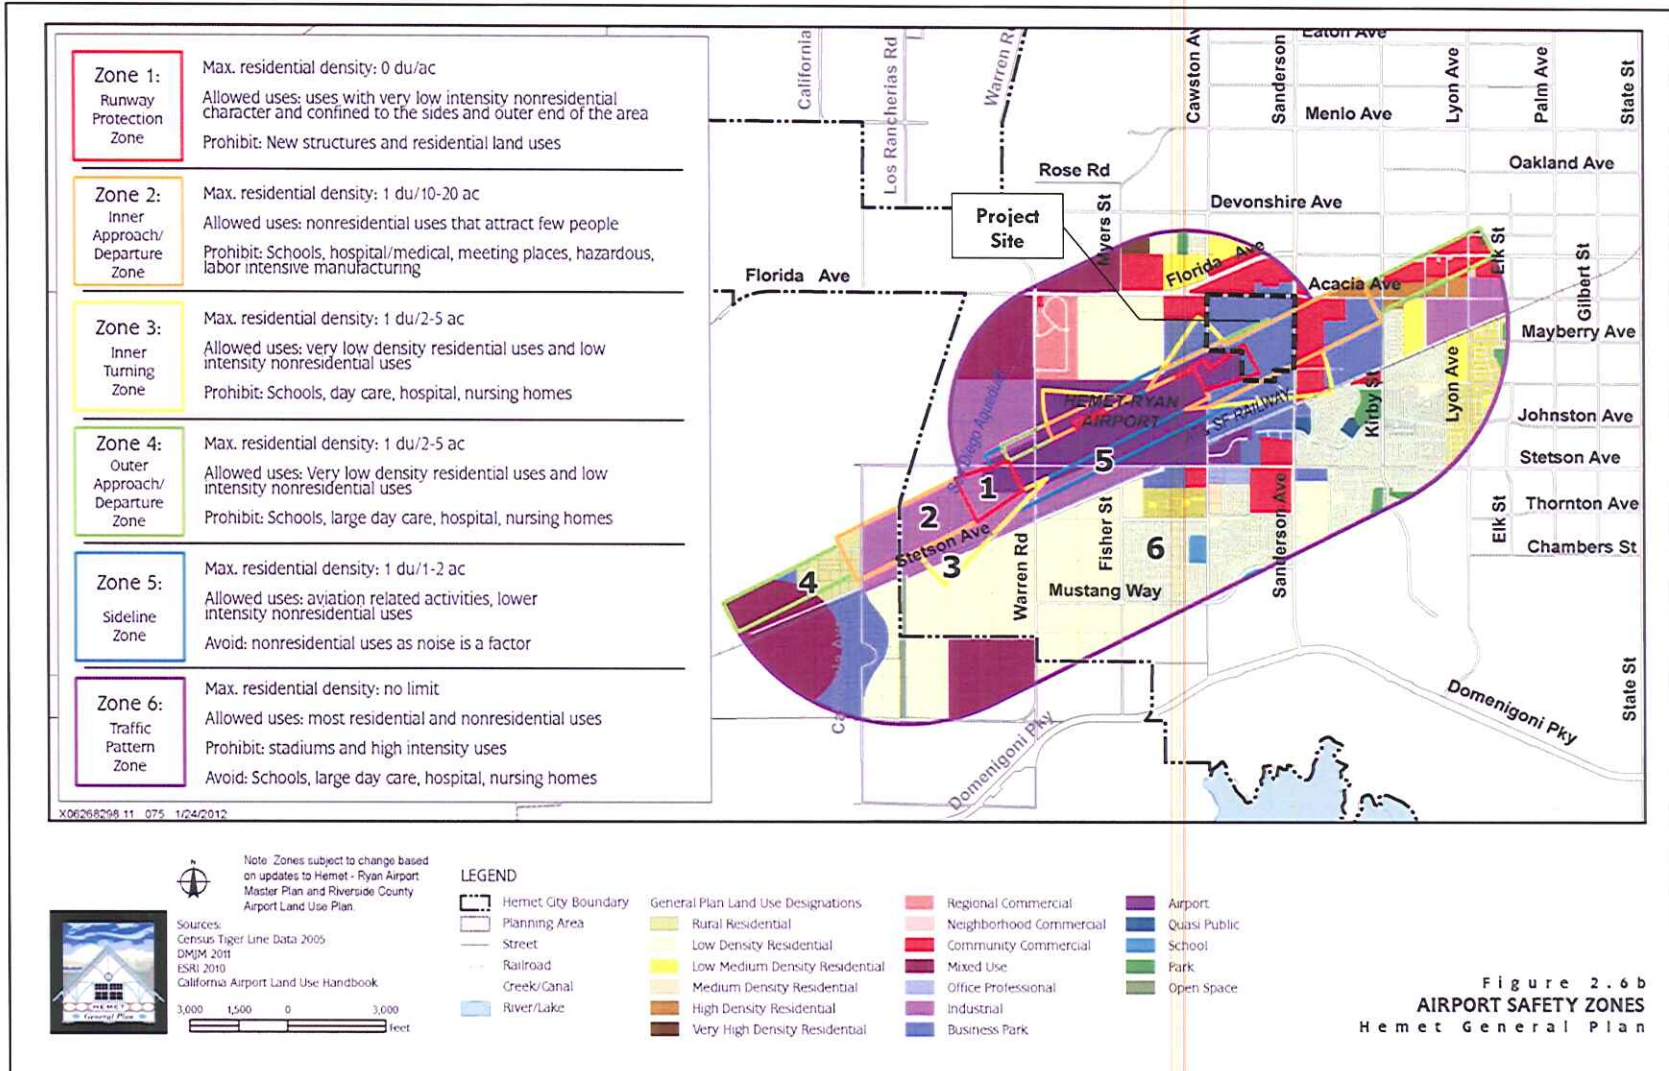 Zone 1:
Runway
Protection
Zone
Max. residential density: 0 du/ac
Allowed uses: uses with very low intensity nonresidential
character and confined to the sides and outer end of the area
Prohibit: New structures and residential land uses
Zone 2:
Inner
Approach/
Departure
Zone
Max. residential density: 1 du/10-20 ac
Allowed uses: nonresidential uses that attract few people
Prohibit: Schools, hospital/medical, meeting places, hazardous,
labor intensive manufacturing
Zone 3:
Inner
Turning
Zone
Max. residential density: 1 du/2-5 ac
Allowed uses: very low density residential uses and low
intensity nonresidential uses
Prohibit: Schools, day care, hospital, nursing homes
Zone 4:
Outer
Approach/
Departure
Zone
Max. residential density: 1 du/2-5 ac
Allowed uses: Very low density residential uses and low
intensity nonresidential uses
Prohibit: Schools, large day care, hospital, nursing homes
Zone 5:
Sideline
Zone
Max. residential density: 1 du/1-2 ac
Allowed uses: aviation related activities, lower
intensity nonresidential uses
Avoid: nonresidential uses as noise is a factor
Zone 6:
Traffic
Pattern
Zone
Max. residential density: no limit
Allowed uses: most residential and nonresidential uses
Prohibit: stadiums and high intensity uses
Avoid: Schools, large day care, hospital, nursing homes
X06268298 11 075 1/24/2012
California
Los Rancherias Rd
Warren Rd
Cawston Av
Sanderson
Eaton Ave
Lyon Ave
Palm Ave
State St
Menlo Ave
Oakland Ave
Rose Rd
Devonshire Ave
Project
Site
Myers St
Florida Ave
Florida Ave
Acacia Ave
Elk St
Gilbert St
Mayberry Ave
HEMET-RYAN
AIRPORT
SF RAILWAY
Kirby St
Lyon Ave
Johnston Ave
Stetson Ave
Diego Aqueduct
5
1
2
Stetson Ave
3
4
6
Warren Rd
Fisher St
Sanderson Ave
Elk St
Thornton Ave
Chambers St
Mustang Way
Domenigoni Pky
Domenigoni Pky
State St
N
Note: Zones subject to change based
on updates to Hemet - Ryan Airport
Master Plan and Riverside County
Airport Land Use Plan.
Sources:
Census Tiger Line Data 2005
DMJM 2011
ESRI 2010
California Airport Land Use Handbook
3,000 1,500 0 3,000
Feet
HEMET
General Plan
LEGEND
Hemet City Boundary
Planning Area
Street
Railroad
Creek/Canal
River/Lake
General Plan Land Use Designations
Rural Residential
Low Density Residential
Low Medium Density Residential
Medium Density Residential
High Density Residential
Very High Density Residential
Regional Commercial
Neighborhood Commercial
Community Commercial
Mixed Use
Office Professional
Industrial
Business Park
Airport
Quasi Public
School
Park
Open Space
Figure 2.6b
AIRPORT SAFETY ZONES
Hemet General Plan